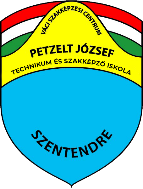 VÁCI SZAKKÉPZÉSI CENTRUM
PETZELT JÓZSEF
TECHNIKUM ÉS SZAKKÉPZŐ ISKOLA
SZENTENDRE